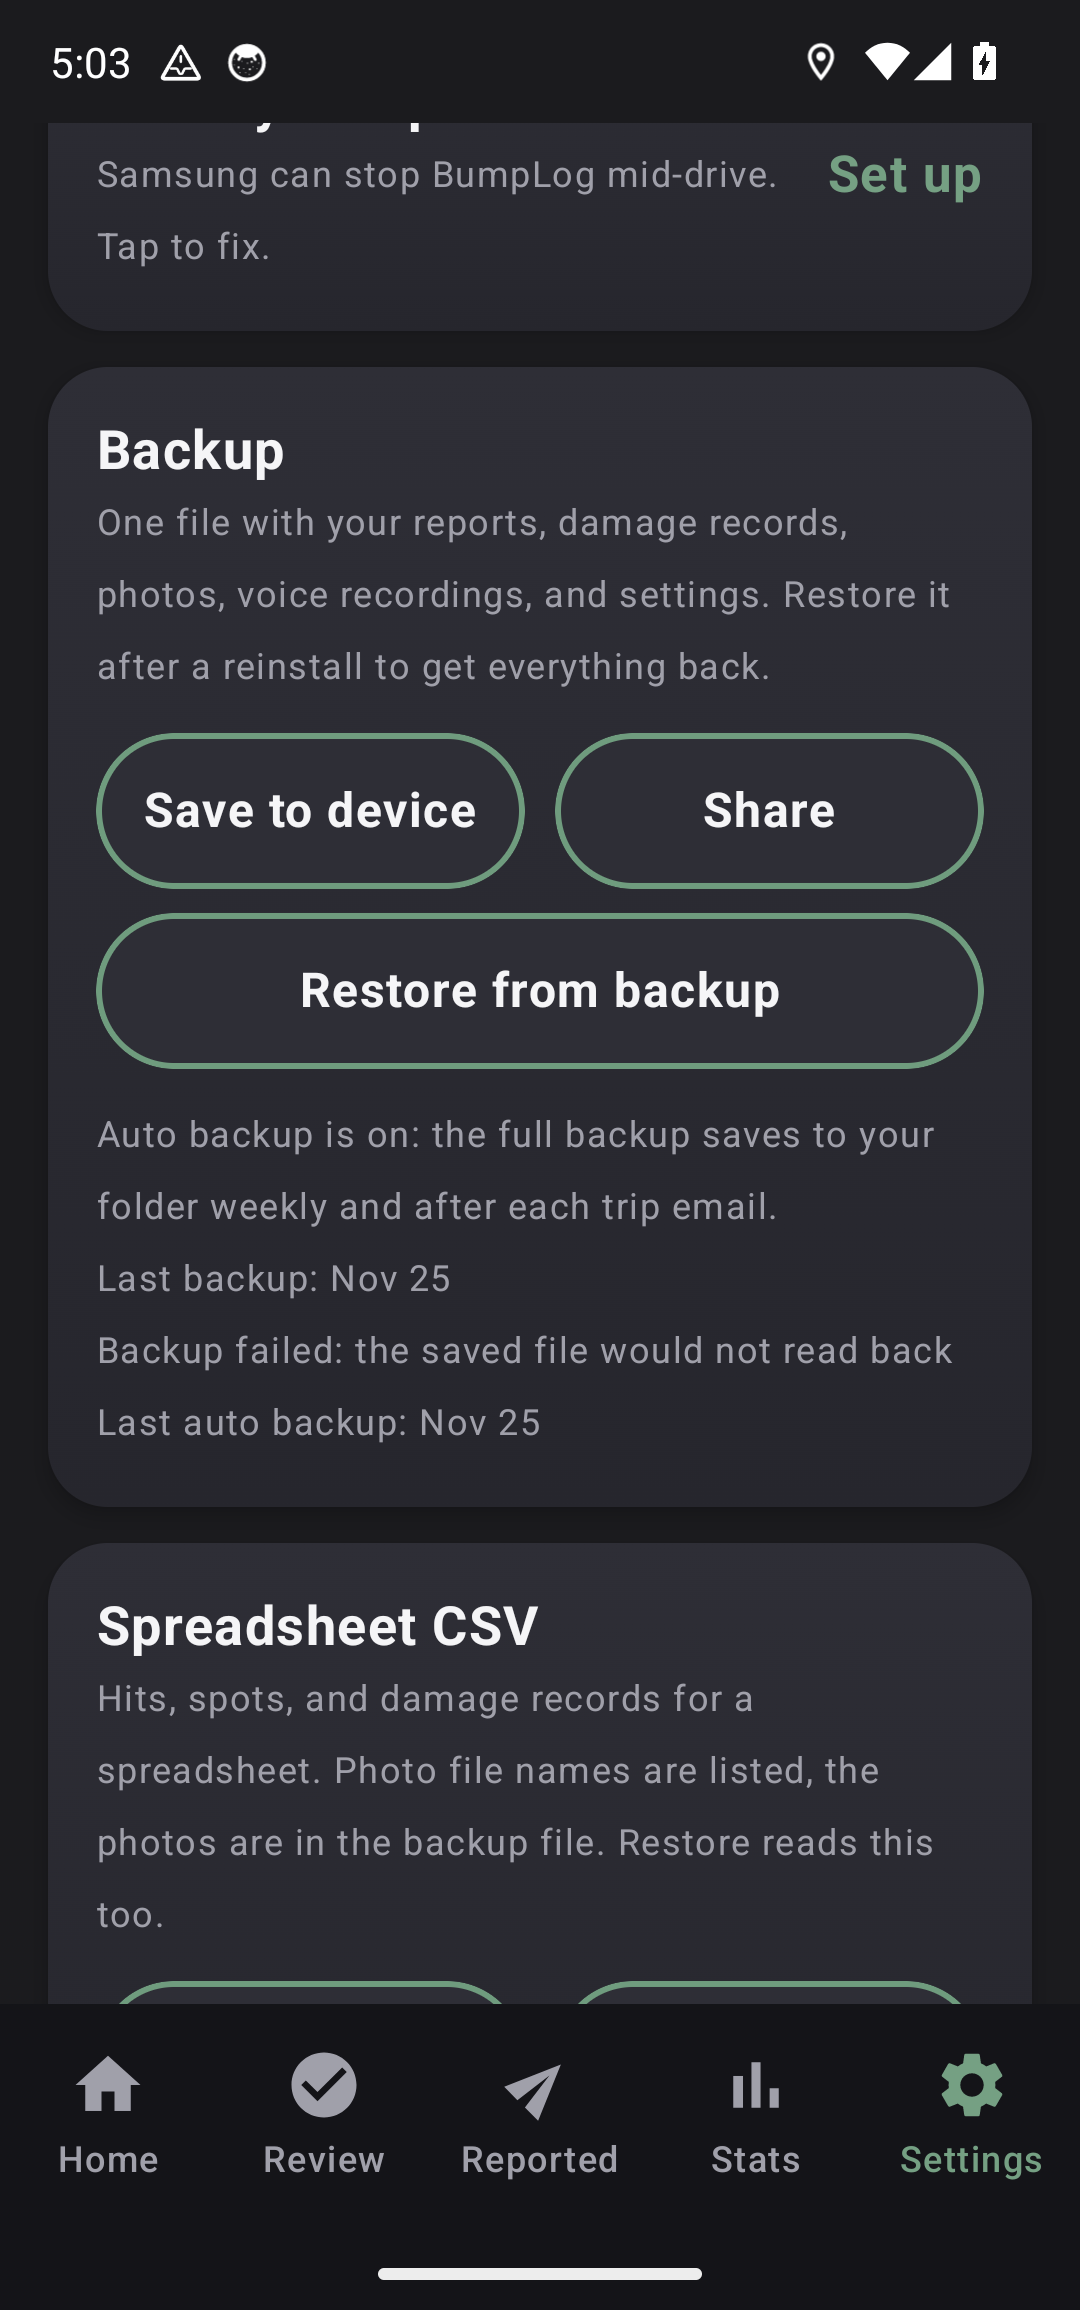 5:03
Samsung can stop BumpLog mid-drive.
Tap to fix.
Set up
Backup
One file with your reports, damage records,
photos, voice recordings, and settings. Restore it
after a reinstall to get everything back.
Save to device
Share
Restore from backup
Auto backup is on: the full backup saves to your
folder weekly and after each trip email.
Last backup: Nov 25
Backup failed: the saved file would not read back
Last auto backup: Nov 25
Spreadsheet CSV
Hits, spots, and damage records for a
spreadsheet. Photo file names are listed, the
photos are in the backup file. Restore reads this
too.
Home
Review
Reported
Stats
Settings